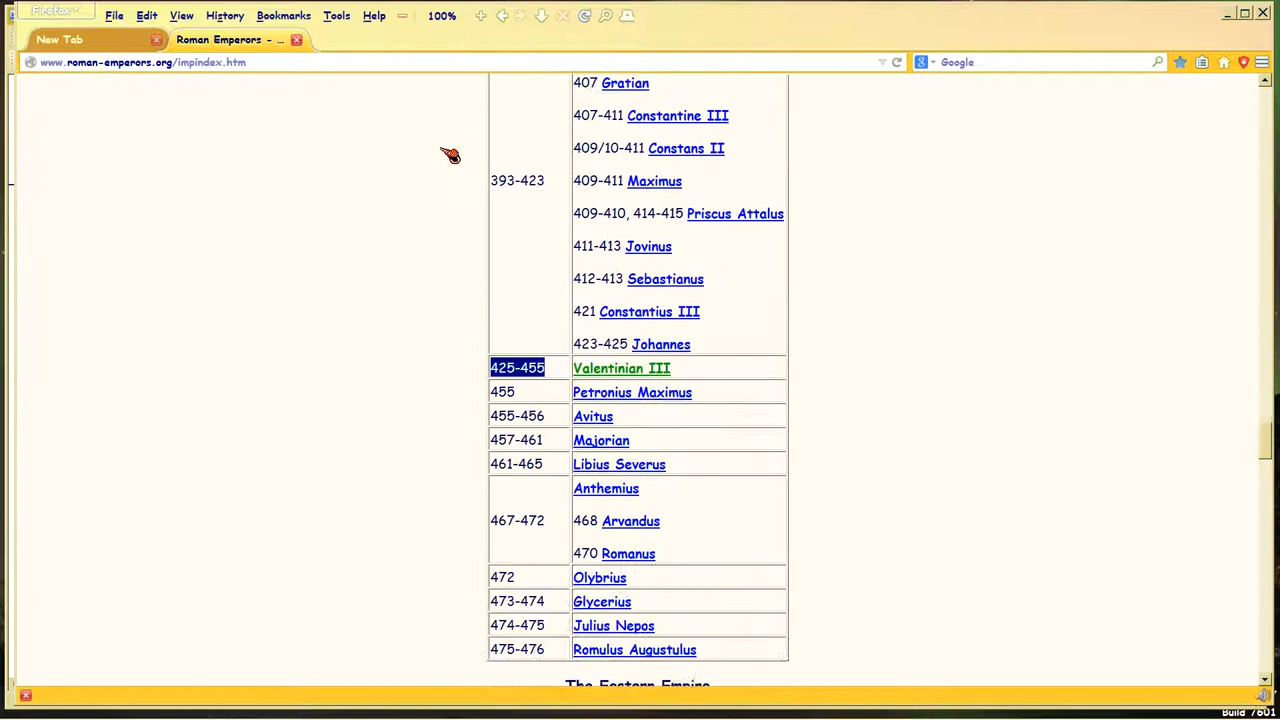 Firefox
File Edit View History Bookmarks Tools Help 100%
New Tab
Roman Emperors - ...
www.roman-emperors.org/impindex.htm
Google
407 Gratian
407-411 Constantine III
409/10-411 Constans II
393-423
409-411 Maximus
409-410, 414-415 Priscus Attalus
411-413 Jovinus
412-413 Sebastianus
421 Constantius III
423-425 Johannes
425-455 Valentinian III
455 Petronius Maximus
455-456 Avitus
457-461 Majorian
461-465 Libius Severus
Anthemius
467-472 468 Arvandus
470 Romanus
472 Olybrius
473-474 Glycerius
474-475 Julius Nepos
475-476 Romulus Augustulus
The Eastern Empire
Build 7601